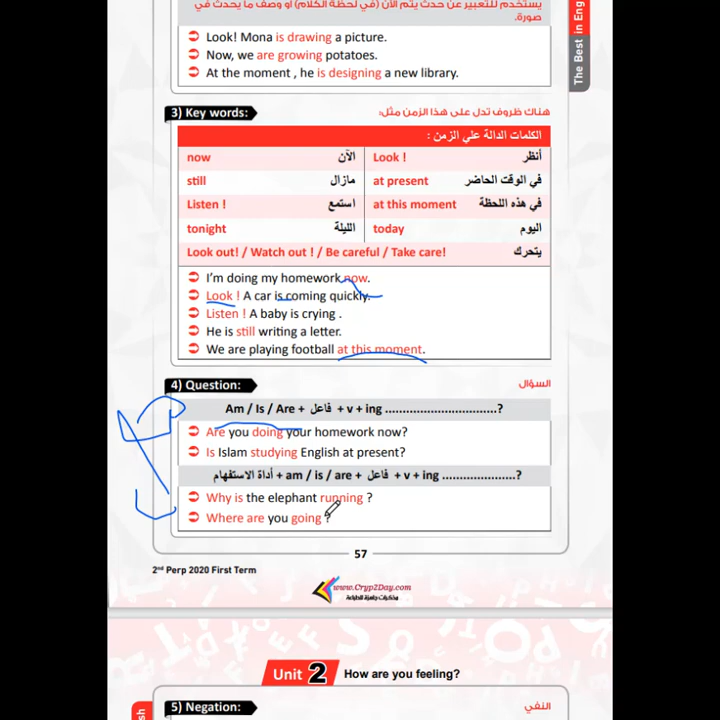 يستخدم للتعبير عن حدث يتم الآن (في لحظة الكلام) او وصف ما يحدث في
صورة.
The Best in Eng
Look! Mona is drawing a picture.
Now, we are growing potatoes.
At the moment , he is designing a new library.
3) Key words:
هناك ظروف تدل على هذا الزمن مثل:
الكلمات الدالة علي الزمن :
now الآن Look ! أنظر
still مازال at present في الوقت الحاضر
Listen ! استمع at this moment في هذه اللحظة
tonight الليلة today اليوم
Look out! / Watch out ! / Be careful / Take care! يتحرك
I'm doing my homework now.
Look ! A car is coming quickly.
Listen ! A baby is crying .
He is still writing a letter.
We are playing football at this moment.
4) Question:
السؤال
Am / Is / Are + فاعل + v + ing ................................?
Are you doing your homework now?
Is Islam studying English at present?
أداة الاستفهام + am / is / are + فاعل + v + ing .....................?
Why is the elephant running ?
Where are you going ?
57
2nd Perp 2020 First Term
www.Cryp2Day.com
مذكرات جاهزة للطباعة
Unit 2 How are you feeling?
5) Negation:
النفي